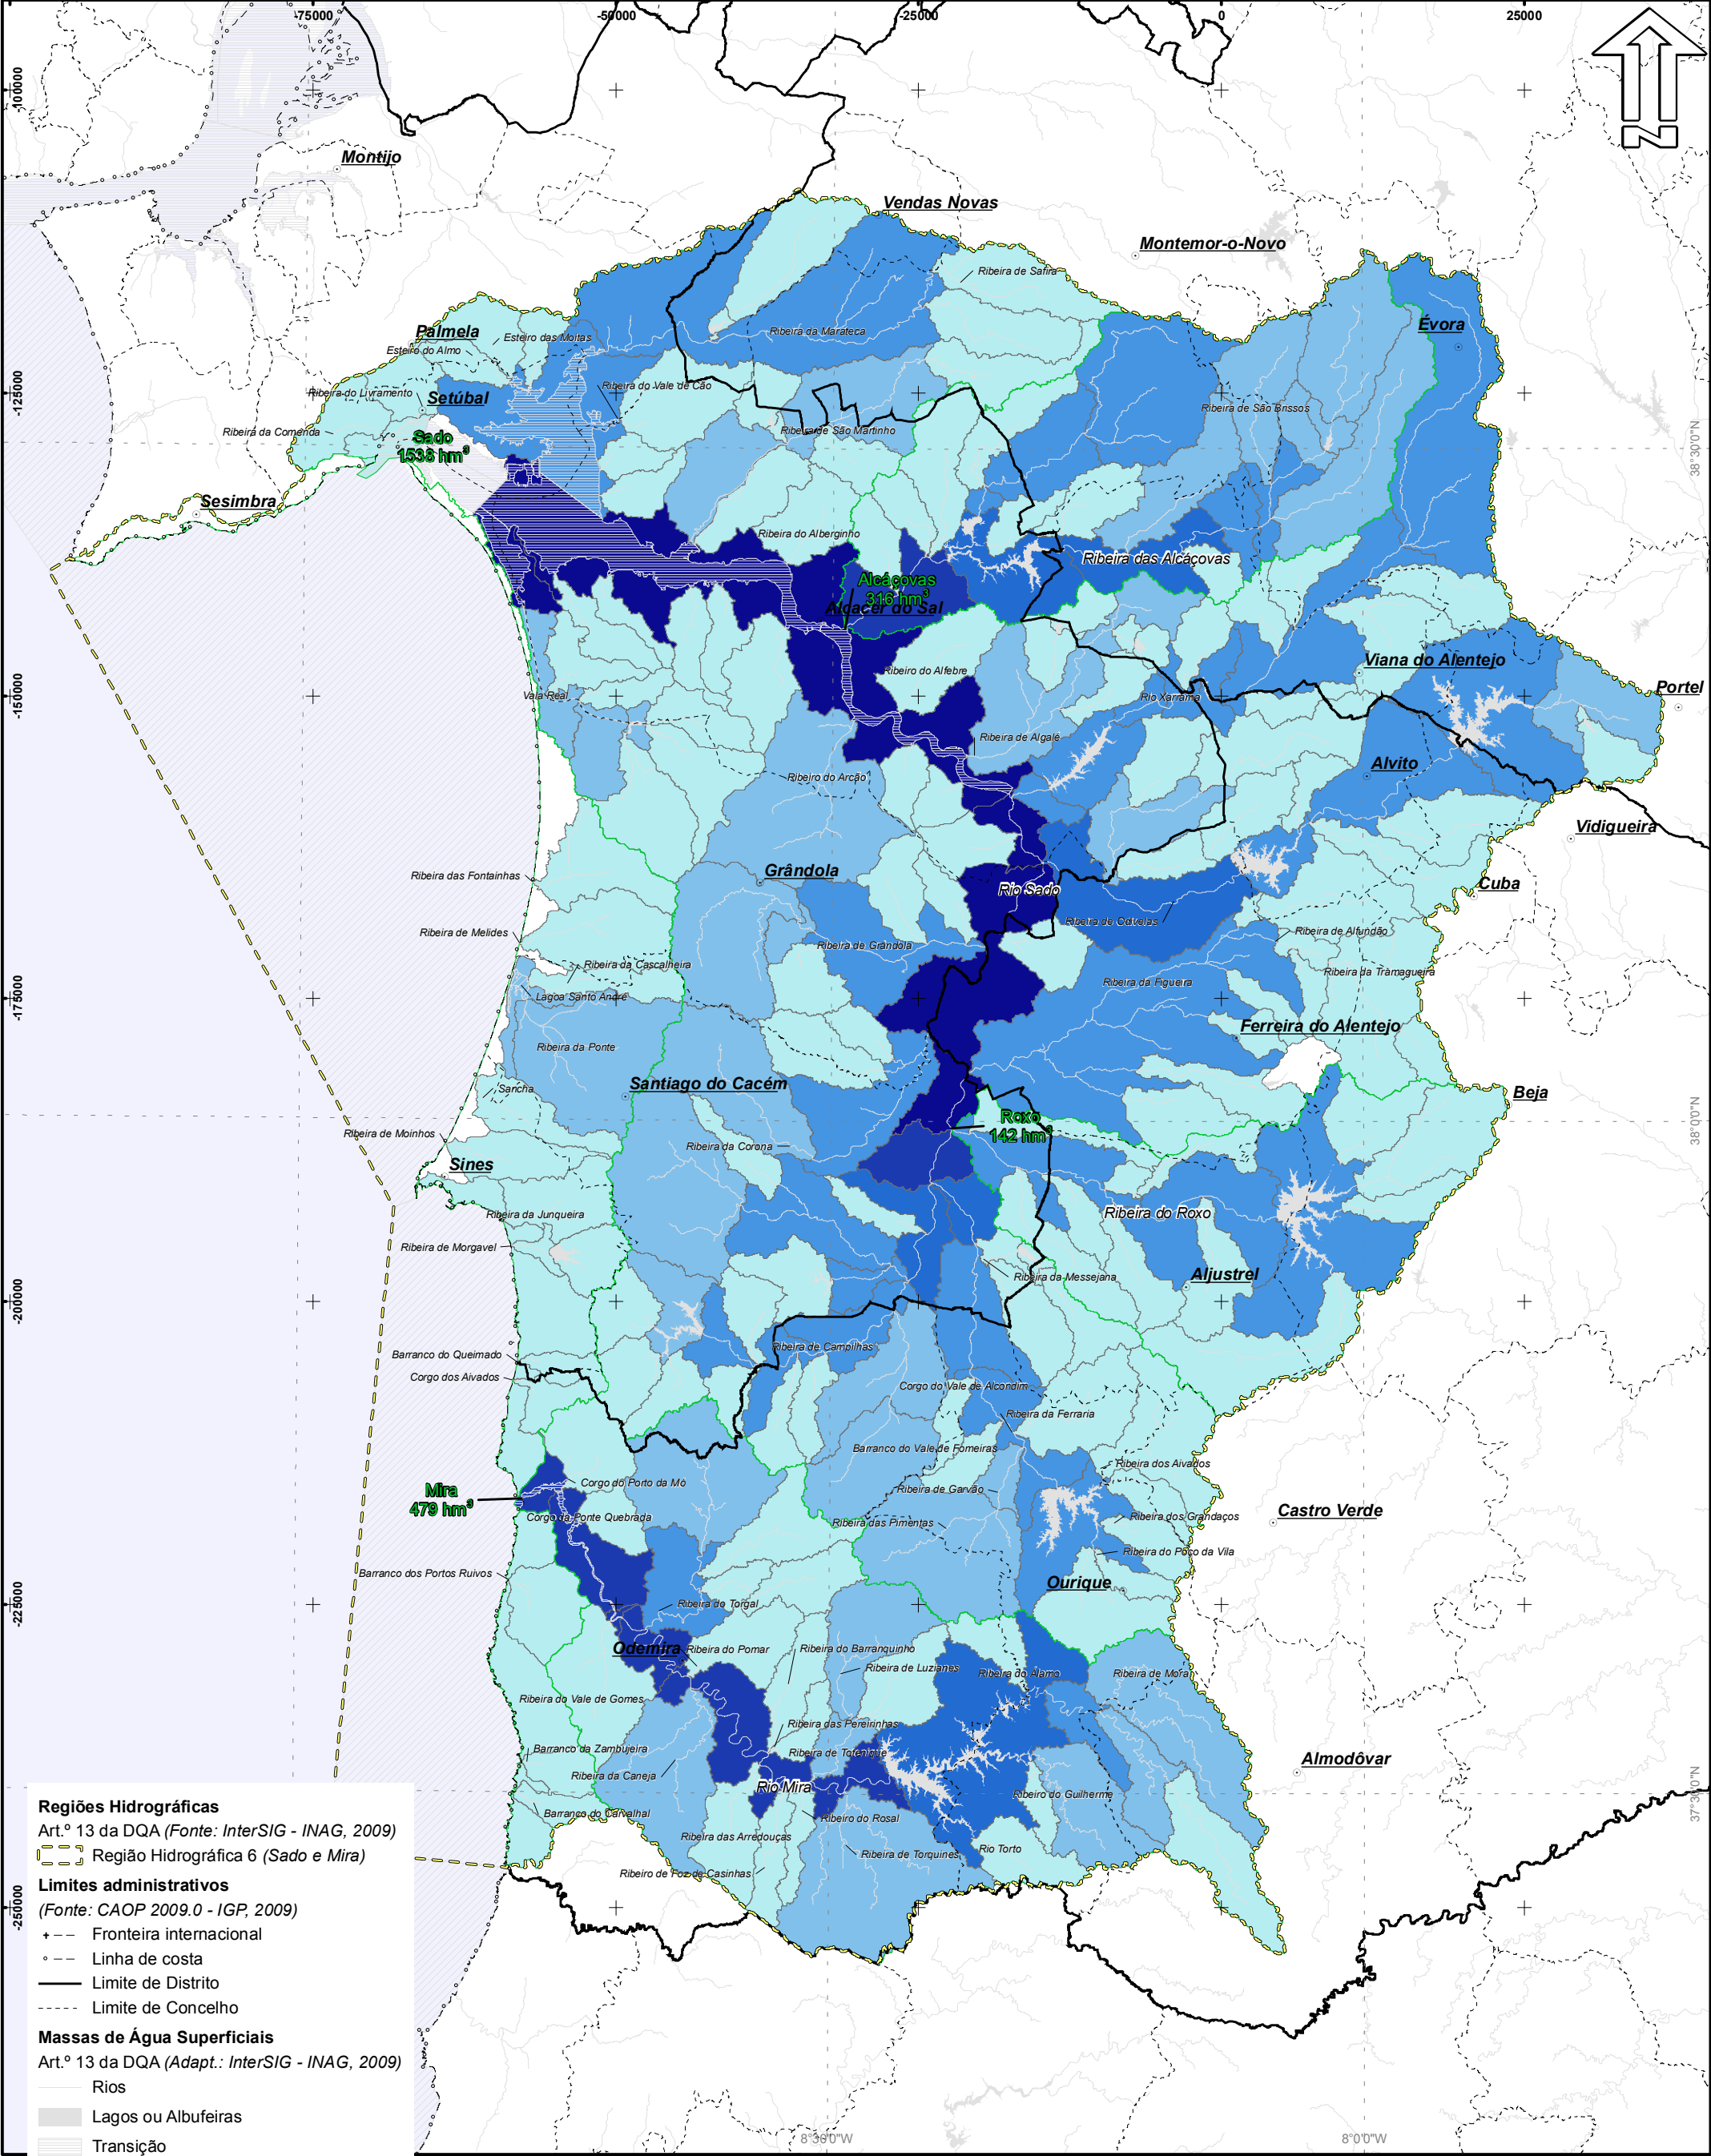 -75000
-50000
-25000
0
25000
-100000
-125000
-150000
-175000
-200000
-225000
-250000
N
Montijo
Vendas Novas
Montemor-o-Novo
Ribeira de Safira
Évora
Palmela
Esteiro das Moitas
Esteiro do Almo
Ribeira da Marateca
Ribeira do Livramento
Setúbal
Ribeira do Vale de Cão
Ribeira de São Brissos
Ribeira da Comenda
Sado
1538 hm³
Ribeira de São Martinho
38°30'0"N
Sesimbra
Ribeira do Alberginho
Ribeira das Alcáçovas
Alcáçovas
316 hm³
Alcácer do Sal
Viana do Alentejo
Ribeiro do Alfebre
Portel
Vala Real
Rio Xarrama
Ribeira de Algalé
Alvito
Ribeiro do Arcão
Vidigueira
Grândola
Ribeira das Fontainhas
Cuba
Rio Sado
Ribeira de Odivelas
Ribeira de Melides
Ribeira de Alfundão
Ribeira de Grândola
Ribeira da Cascalheira
Ribeira da Tramagueira
Ribeira da Figueira
Lagoa Santo André
Ferreira do Alentejo
Ribeira da Ponte
Santiago do Cacém
Sancha
Beja
Roxo
142 hm³
38°0'0"N
Ribeira de Moinhos
Ribeira da Corona
Sines
Ribeira do Roxo
Ribeira da Junqueira
Ribeira de Morgavel
Ribeira da Messejana
Aljustrel
Ribeira de Campilhas
Barranco do Queimado
Corgo dos Aivados
Corgo do Vale de Alcondim
Ribeira da Ferraria
Barranco do Vale de Fomeiras
Ribeira dos Aivados
Corgo do Porto da Mó
Mira
479 hm³
Ribeira de Garvão
Castro Verde
Corgo da Ponte Quebrada
Ribeira das Pimentas
Ribeira dos Grandaços
Ribeira do Poço da Vila
Barranco dos Portos Ruivos
Ourique
Ribeira do Torgal
Odemira
Ribeira do Pomar
Ribeira do Barranquinho
Ribeira de Luzianes
Ribeira do Alamo
Ribeira de Mora
Ribeira do Vale de Gomes
Ribeira das Pereirinhas
Barranco da Zambujeira
Ribeira de Totenique
Almodôvar
Ribeira da Caneja
Rio Mira
37°30'0"N
Ribeiro do Guilherme
Barranco do Carvalhal
Ribeiro do Rosal
Ribeira das Arredouças
Ribeira de Torquines
Rio Torto
Ribeiro de Foz de Casinhas
8°30'0"W
8°0'0"W
Regiões Hidrográficas
Art.º 13 da DQA (Fonte: InterSIG - INAG, 2009)
Região Hidrográfica 6 (Sado e Mira)
Limites administrativos
(Fonte: CAOP 2009.0 - IGP, 2009)
Fronteira internacional
Linha de costa
Limite de Distrito
Limite de Concelho
Massas de Água Superficiais
Art.º 13 da DQA (Adapt.: InterSIG - INAG, 2009)
Rios
Lagos ou Albufeiras
Transição